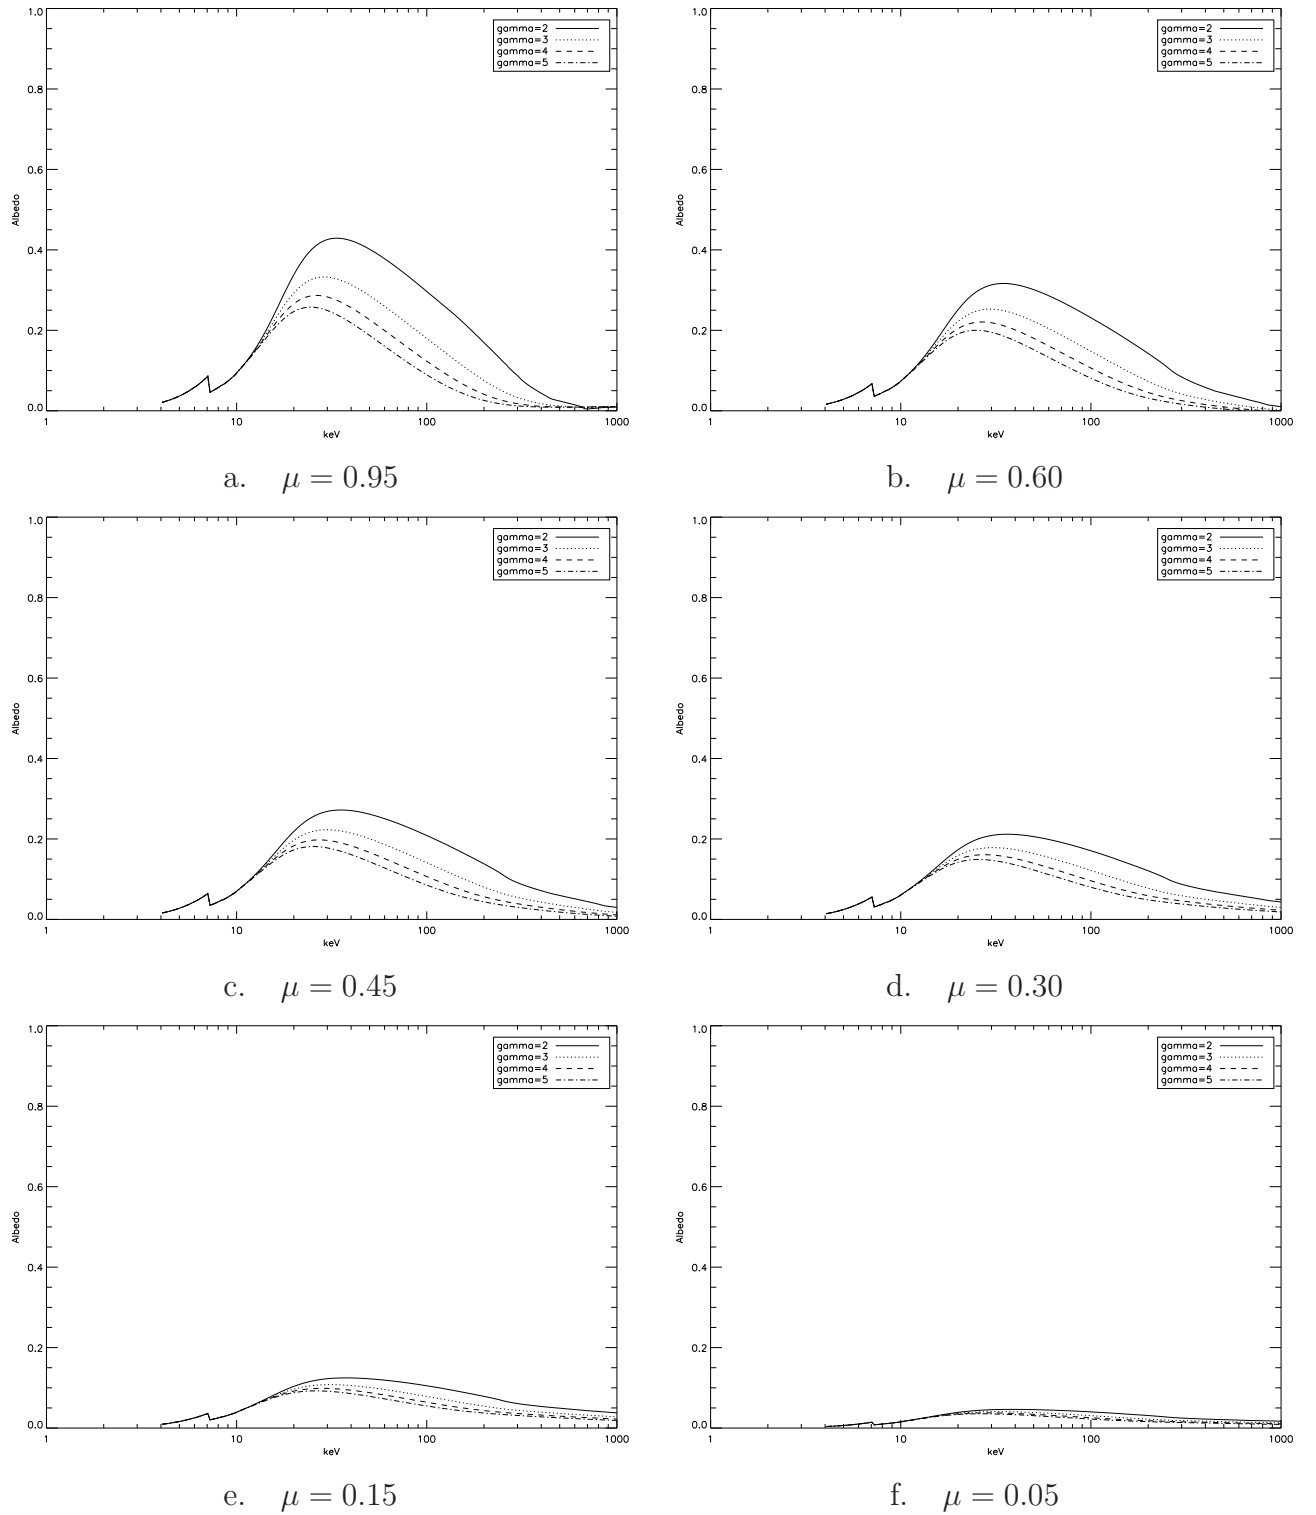 1.0
gamma=2
gamma=3
gamma=4
gamma=5
0.8
0.6
Albedo
0.4
0.2
0.0
1 10 100 1000
keV
a. μ = 0.95
1.0
gamma=2
gamma=3
gamma=4
gamma=5
0.8
0.6
Albedo
0.4
0.2
0.0
1 10 100 1000
keV
b. μ = 0.60
1.0
gamma=2
gamma=3
gamma=4
gamma=5
0.8
0.6
Albedo
0.4
0.2
0.0
1 10 100 1000
keV
c. μ = 0.45
1.0
gamma=2
gamma=3
gamma=4
gamma=5
0.8
0.6
Albedo
0.4
0.2
0.0
1 10 100 1000
keV
d. μ = 0.30
1.0
gamma=2
gamma=3
gamma=4
gamma=5
0.8
0.6
Albedo
0.4
0.2
0.0
1 10 100 1000
keV
e. μ = 0.15
1.0
gamma=2
gamma=3
gamma=4
gamma=5
0.8
0.6
Albedo
0.4
0.2
0.0
1 10 100 1000
keV
f. μ = 0.05